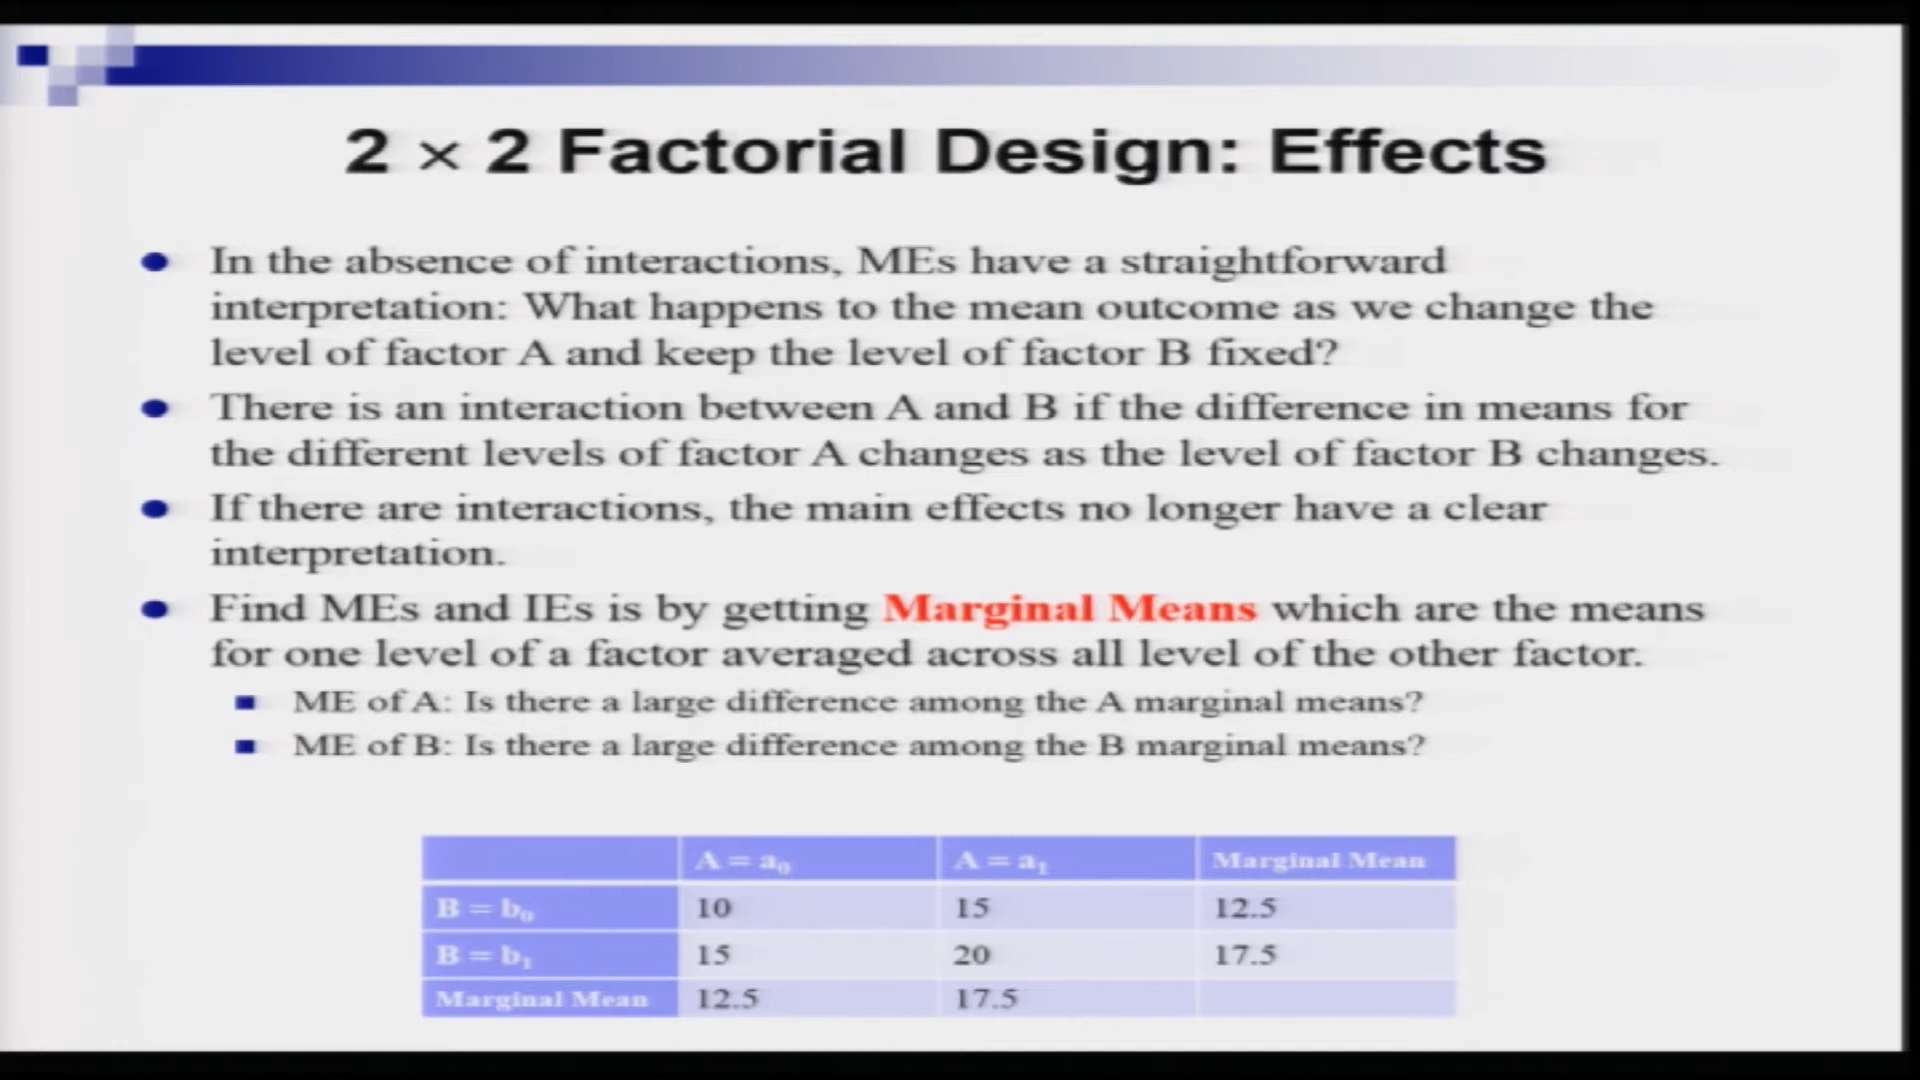 2 × 2 Factorial Design: Effects
In the absence of interactions, MEs have a straightforward
interpretation: What happens to the mean outcome as we change the
level of factor A and keep the level of factor B fixed?
There is an interaction between A and B if the difference in means for
the different levels of factor A changes as the level of factor B changes.
If there are interactions, the main effects no longer have a clear
interpretation.
Find MEs and IEs is by getting Marginal Means which are the means
for one level of a factor averaged across all level of the other factor.
ME of A: Is there a large difference among the A marginal means?
ME of B: Is there a large difference among the B marginal means?
A = a₀ A = a₁ Marginal Mean
B = b₀ 10 15 12.5
B = b₁ 15 20 17.5
Marginal Mean 12.5 17.5